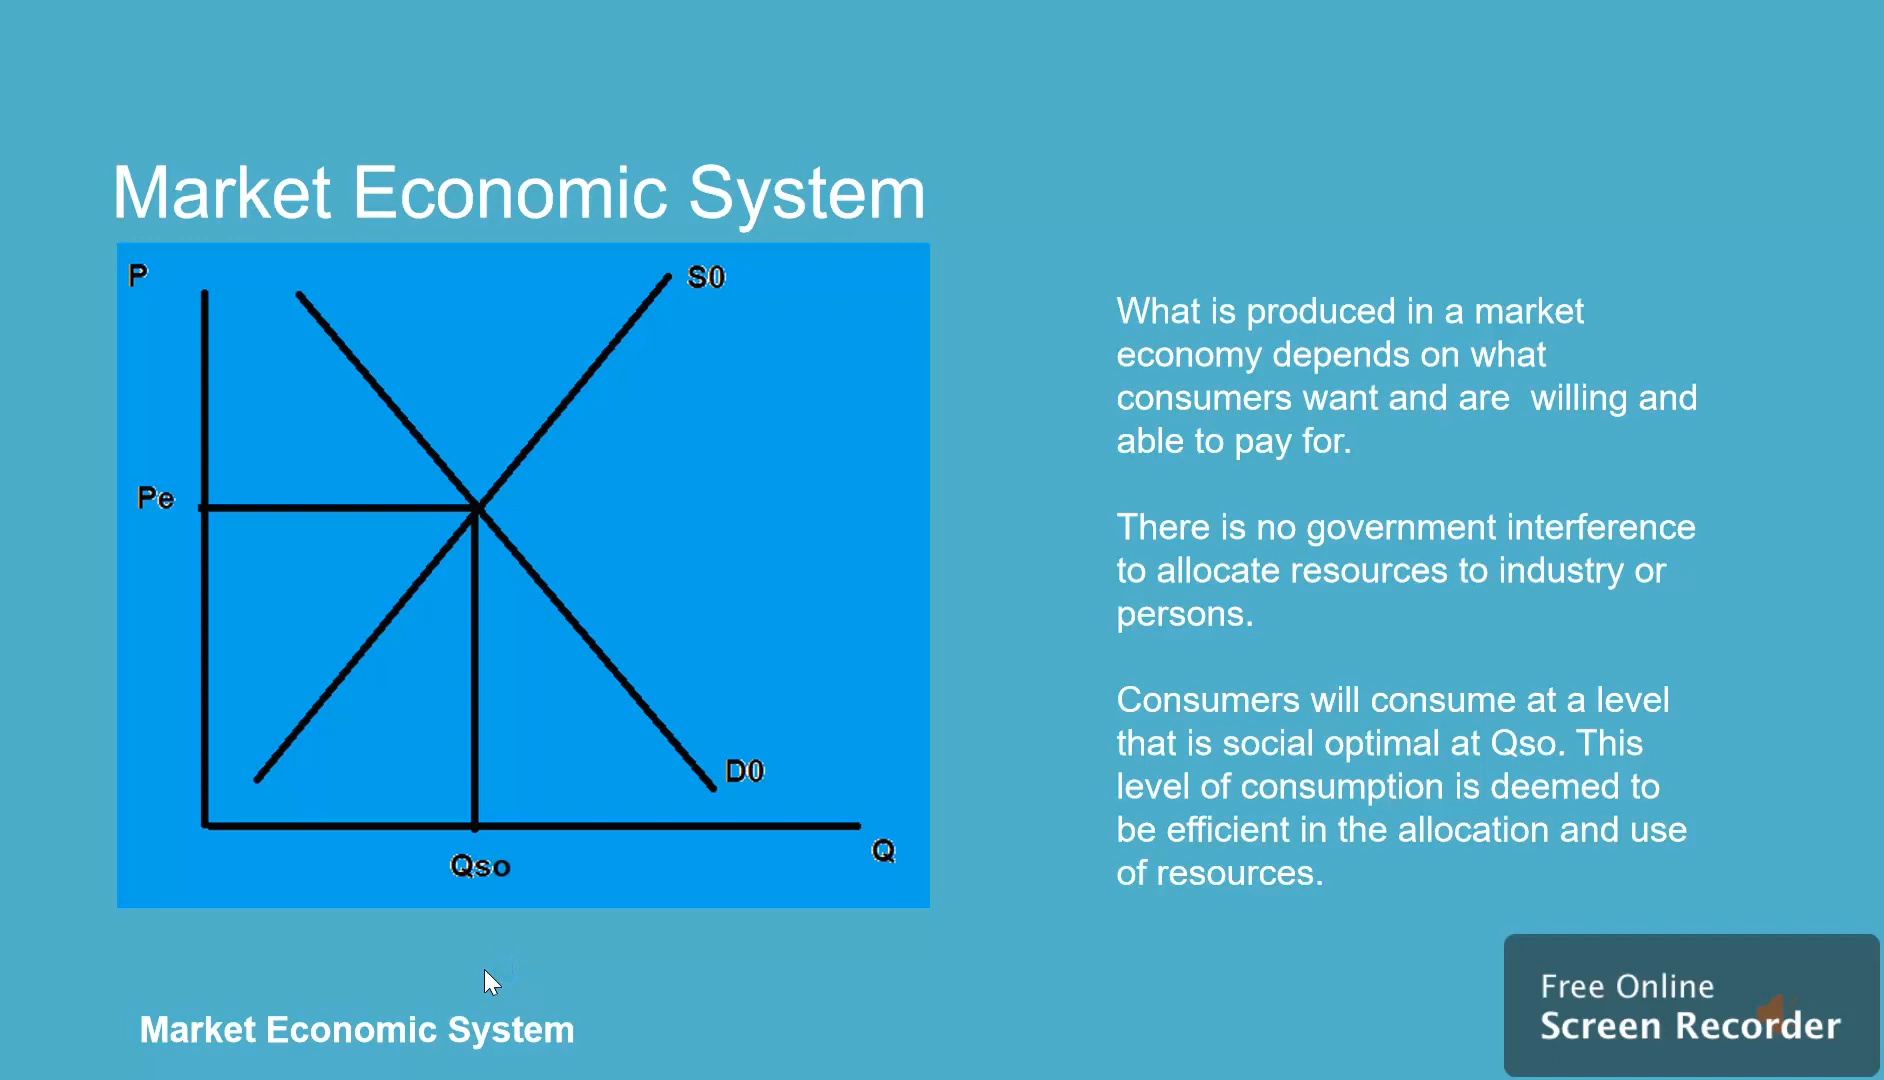 Market Economic System
P
S0
Pe
D0
Q
Qso
What is produced in a market
economy depends on what
consumers want and are  willing and
able to pay for.
There is no government interference
to allocate resources to industry or
persons.
Consumers will consume at a level
that is social optimal at Qso. This
level of consumption is deemed to
be efficient in the allocation and use
of resources.
Market Economic System
Free Online
Screen Recorder